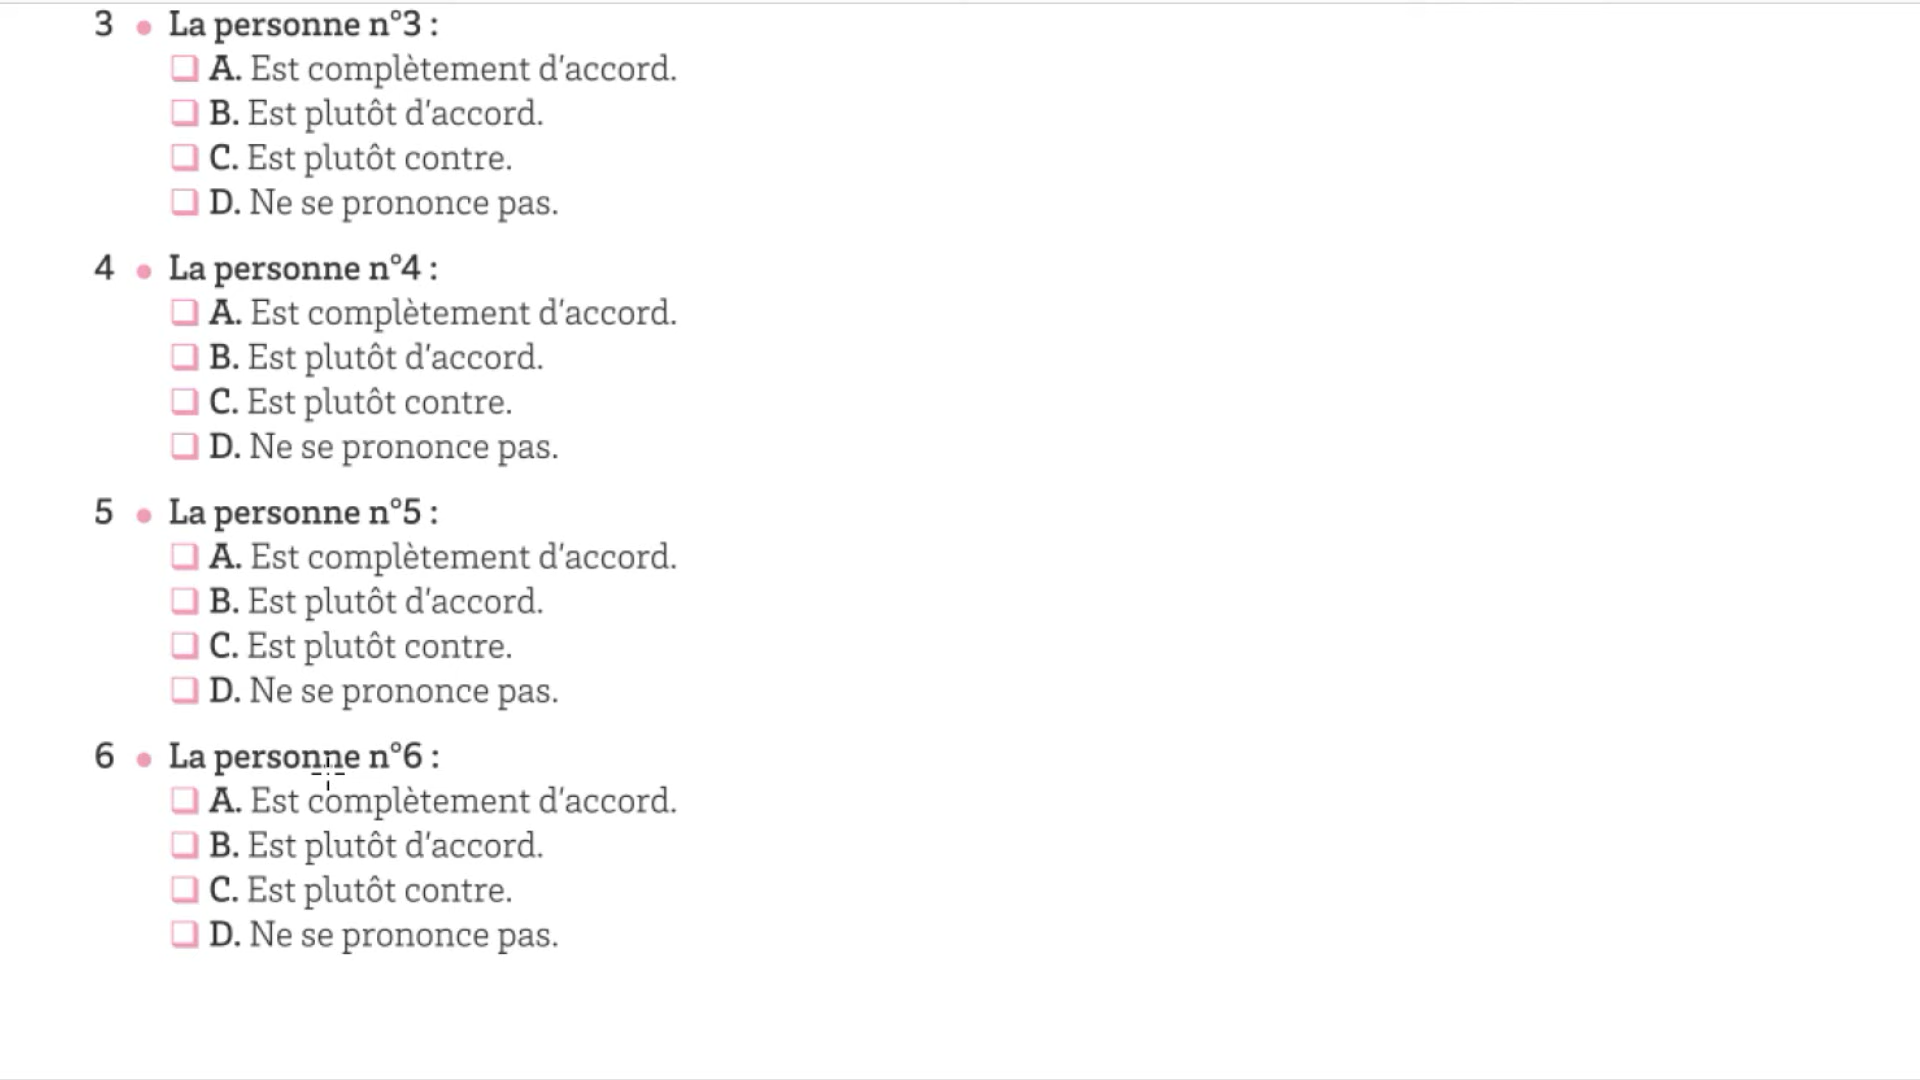 3 • La personne n°3 :
❑ A. Est complètement d'accord.
❑ B. Est plutôt d'accord.
❑ C. Est plutôt contre.
❑ D. Ne se prononce pas.
4 • La personne n°4 :
❑ A. Est complètement d'accord.
❑ B. Est plutôt d'accord.
❑ C. Est plutôt contre.
❑ D. Ne se prononce pas.
5 • La personne n°5 :
❑ A. Est complètement d'accord.
❑ B. Est plutôt d'accord.
❑ C. Est plutôt contre.
❑ D. Ne se prononce pas.
6 • La personne n°6 :
❑ A. Est complètement d'accord.
❑ B. Est plutôt d'accord.
❑ C. Est plutôt contre.
❑ D. Ne se prononce pas.